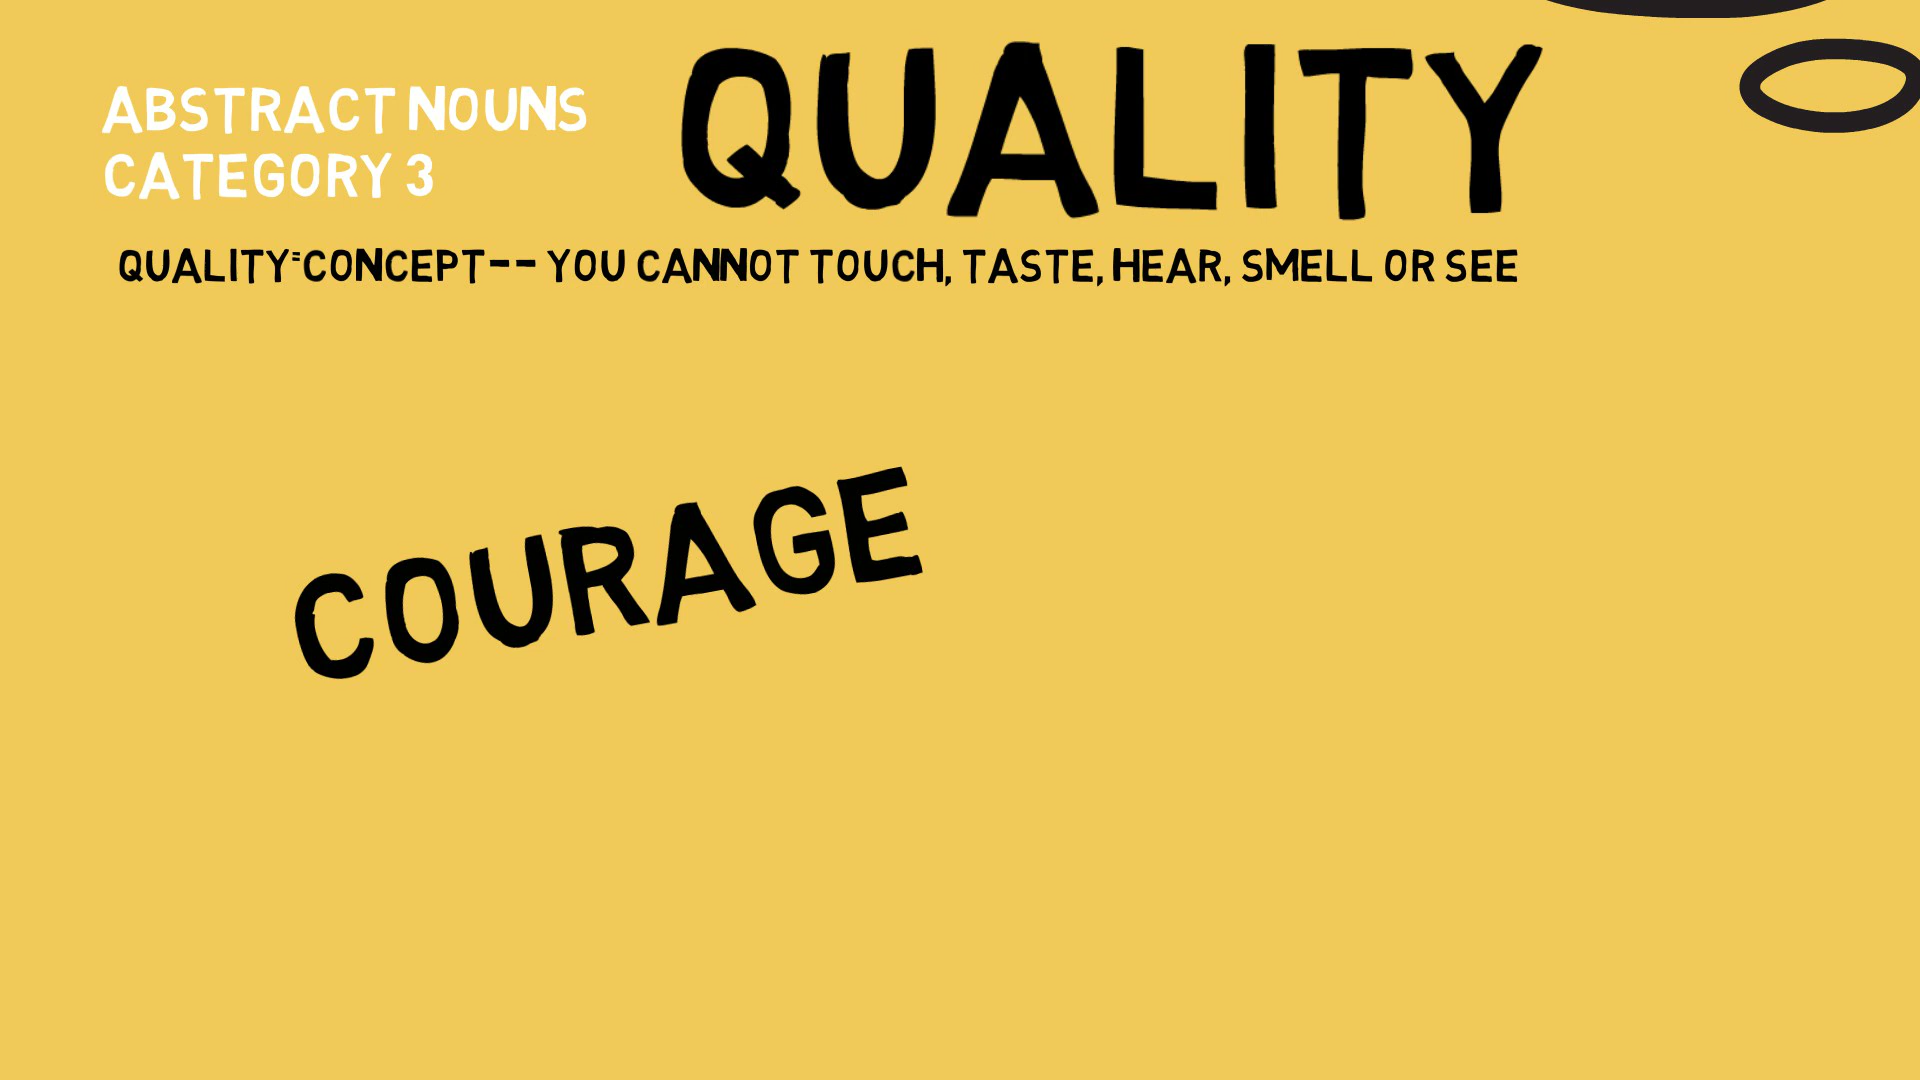 ABSTRACT NOUNS
CATEGORY 3
QUALITY
QUALITY=CONCEPT-- YOU CANNOT TOUCH, TASTE, HEAR, SMELL OR SEE
COURAGE